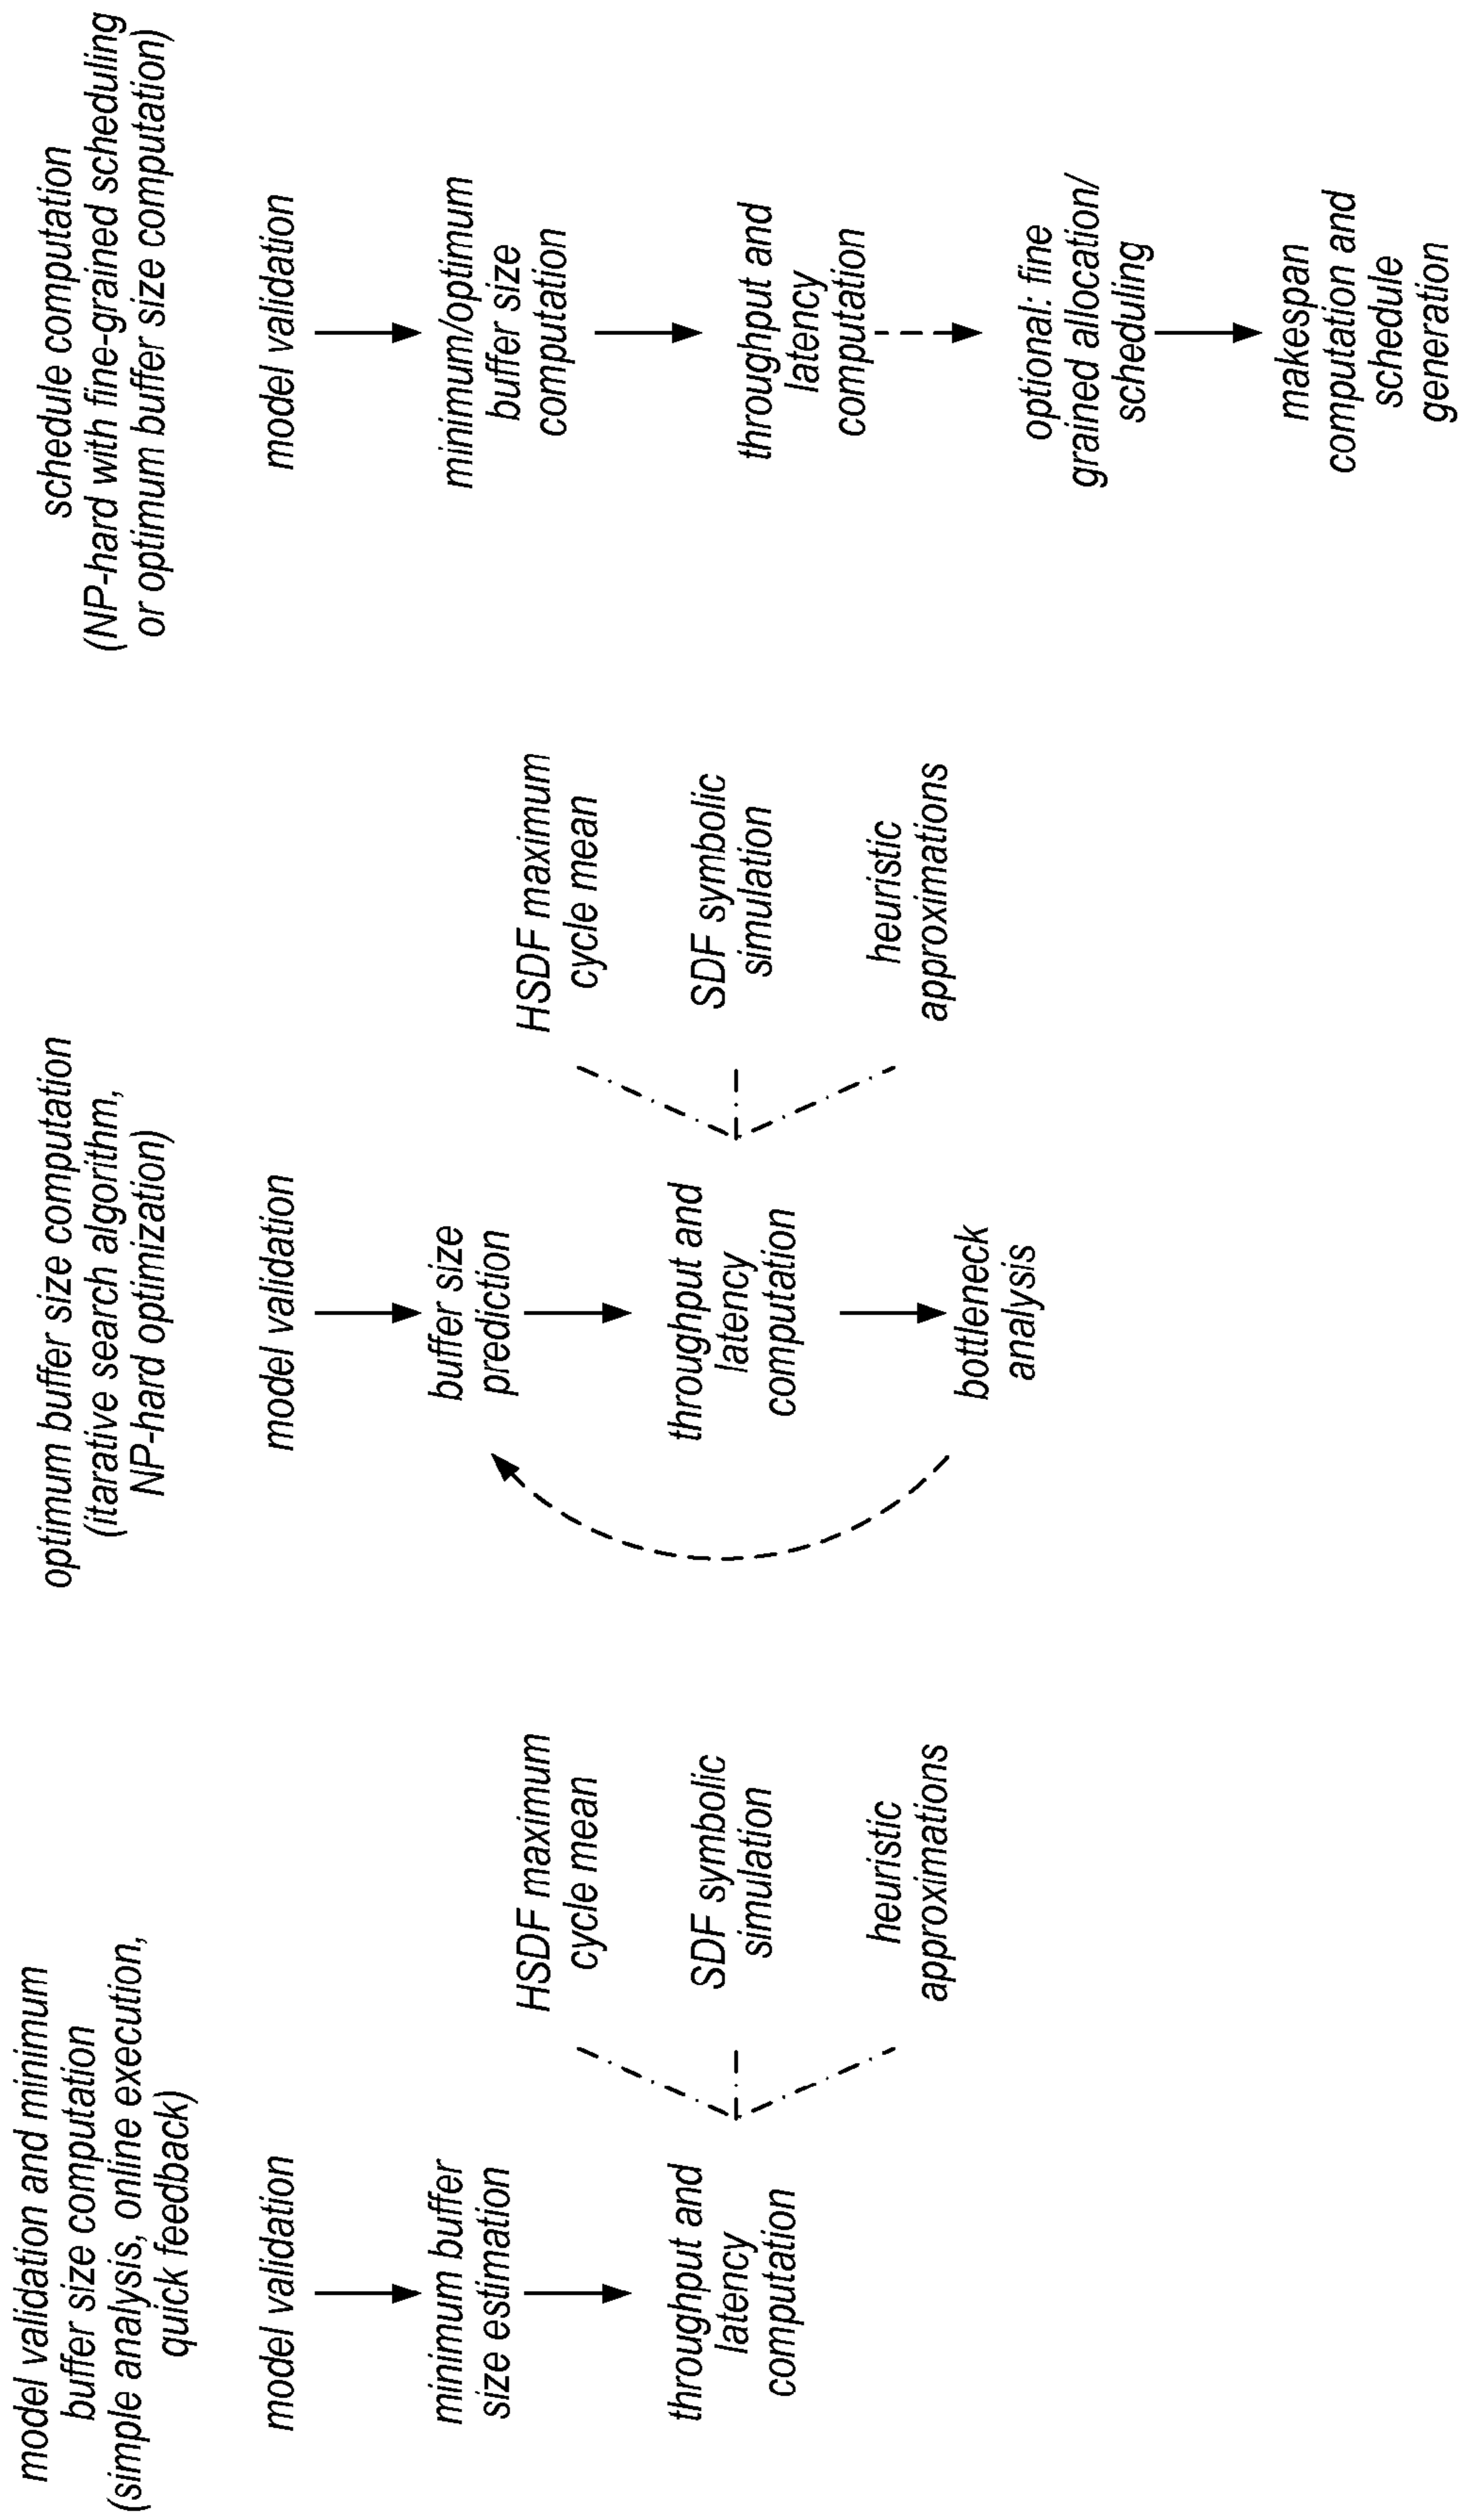 model validation and minimum
buffer size computation
(simple analysis, online execution,
quick feedback)
model validation
minimum buffer
size estimation
throughput and
latency
computation
HSDF maximum
cycle mean
SDF symbolic
simulation
heuristic
approximations
optimum buffer size computation
(itarative search algorithm,
NP-hard optimization)
model validation
buffer size
prediction
throughput and
latency
computation
bottleneck
analysis
HSDF maximum
cycle mean
SDF symbolic
simulation
heuristic
approximations
schedule computation
(NP-hard with fine-grained scheduling
or optimum buffer size computation)
model validation
minimum/optimum
buffer size
computation
throughput and
latency
computation
optional: fine
grained allocation/
scheduling
makespan
computation and
schedule
generation